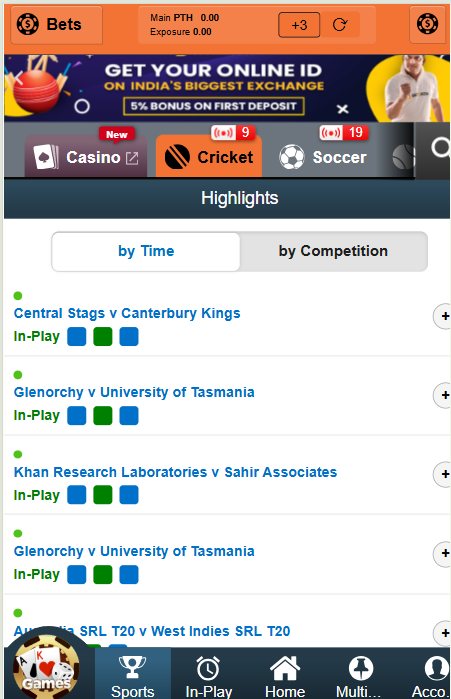 Bets
Main PTH 0.00
Exposure 0.00
+3
GET YOUR ONLINE ID
ON INDIA'S BIGGEST EXCHANGE
5% BONUS ON FIRST DEPOSIT
New
Casino
9
Cricket
19
Soccer
Highlights
by Time
by Competition
Central Stags v Canterbury Kings
In-Play
+
Glenorchy v University of Tasmania
In-Play
+
Khan Research Laboratories v Sahir Associates
In-Play
+
Glenorchy v University of Tasmania
In-Play
+
SRL T20 v West Indies SRL T20
+
A K
Games
Sports
In-Play
Home
Multi...
Acco...